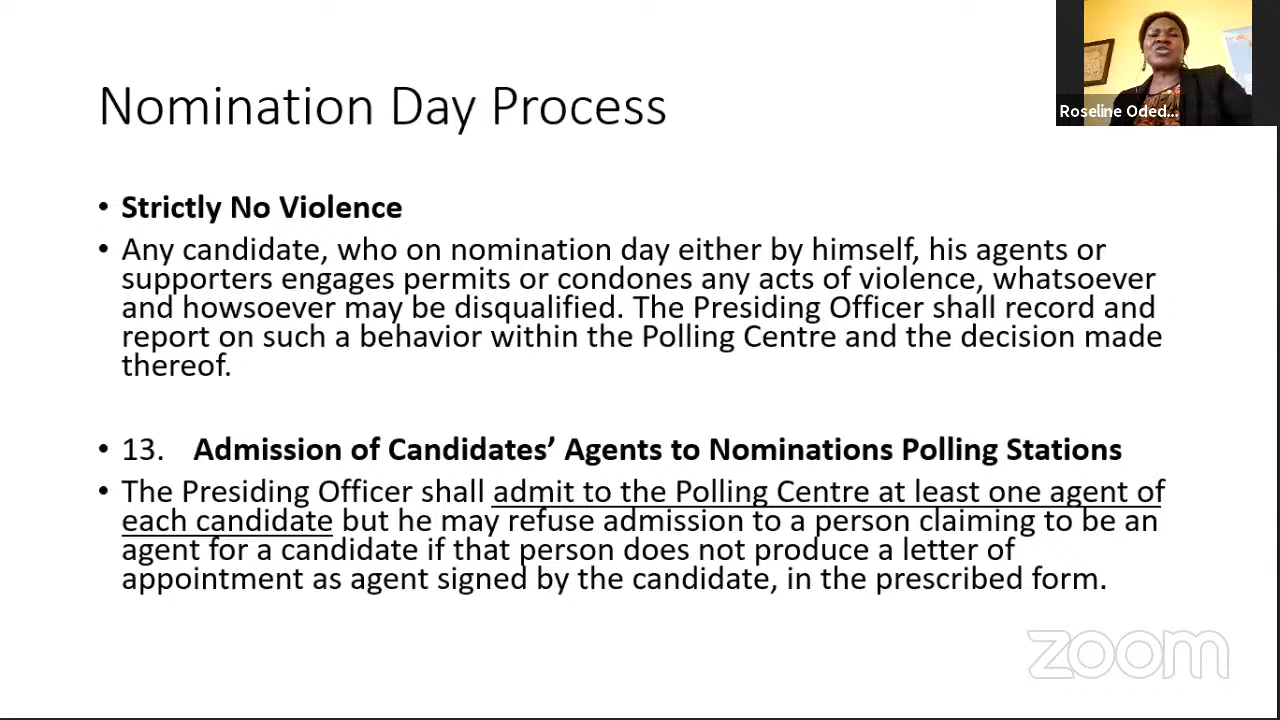 Nomination Day Process
Roseline Oded...
• Strictly No Violence
• Any candidate, who on nomination day either by himself, his agents or
supporters engages permits or condones any acts of violence, whatsoever
and howsoever may be disqualified. The Presiding Officer shall record and
report on such a behavior within the Polling Centre and the decision made
thereof.
• 13. Admission of Candidates’ Agents to Nominations Polling Stations
• The Presiding Officer shall admit to the Polling Centre at least one agent of
each candidate but he may refuse admission to a person claiming to be an
agent for a candidate if that person does not produce a letter of
appointment as agent signed by the candidate, in the prescribed form.
zoom